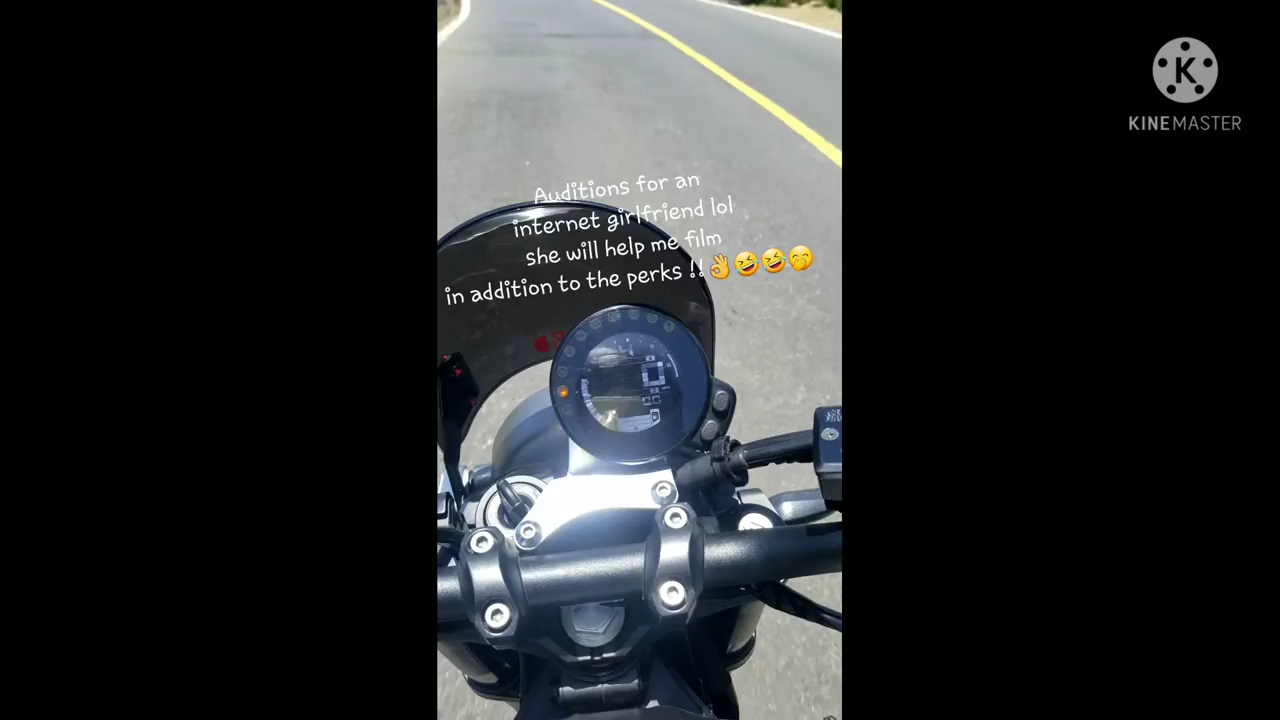 Auditions for an
internet girlfriend lol
she will help me film
in addition to the perks !!👌🤣🤣🤭
KINEMASTER